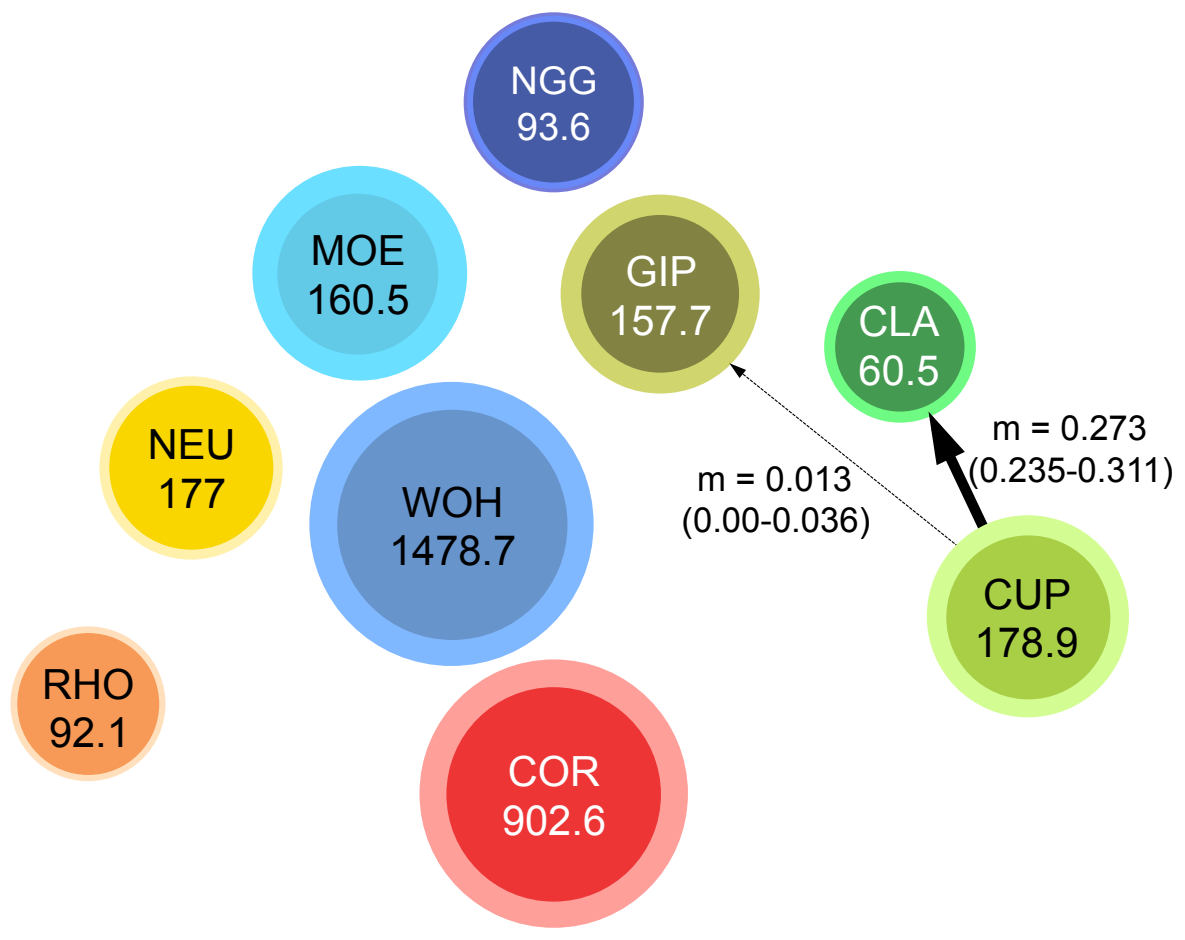 NGG
93.6
MOE
160.5
GIP
157.7
CLA
60.5
NEU
177
WOH
1478.7
m = 0.013
(0.00-0.036)
m = 0.273
(0.235-0.311)
CUP
178.9
RHO
92.1
COR
902.6